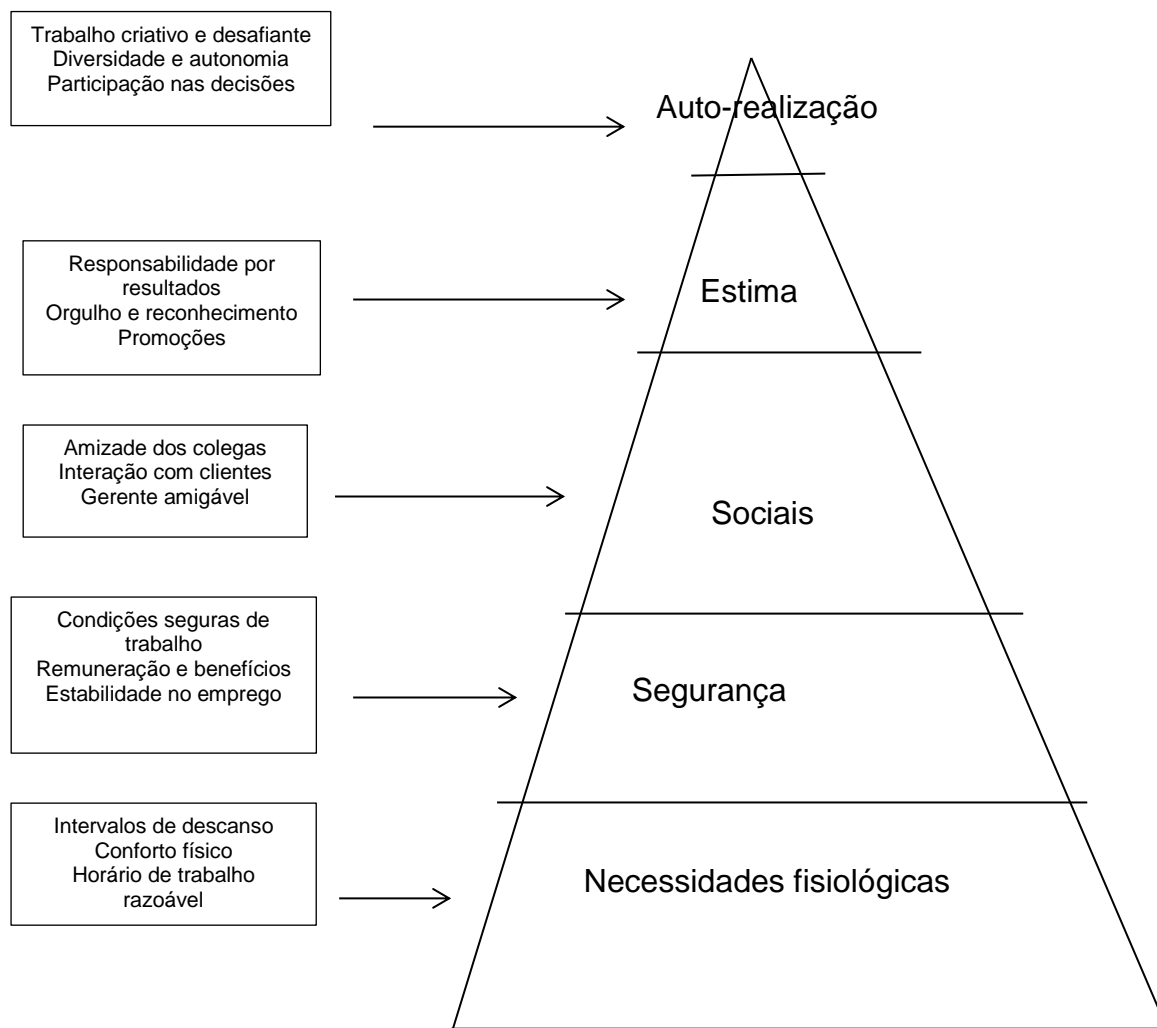 Trabalho criativo e desafiante
Diversidade e autonomia
Participação nas decisões
Auto-realização
Responsabilidade por
resultados
Orgulho e reconhecimento
Promoções
Estima
Amizade dos colegas
Interação com clientes
Gerente amigável
Sociais
Condições seguras de
trabalho
Remuneração e benefícios
Estabilidade no emprego
Segurança
Intervalos de descanso
Conforto físico
Horário de trabalho
razoável
Necessidades fisiológicas